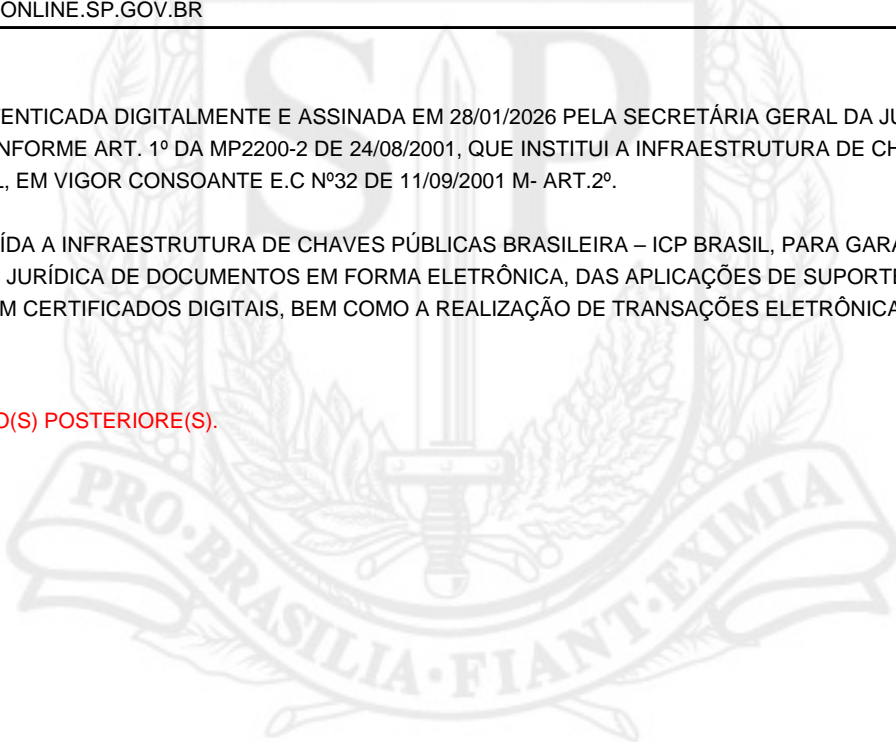 ONLINE.SP.GOV.BR
ENTICADA DIGITALMENTE E ASSINADA EM 28/01/2026 PELA SECRETÁRIA GERAL DA JU
NFORME ART. 1º DA MP2200-2 DE 24/08/2001, QUE INSTITUI A INFRAESTRUTURA DE CH
L, EM VIGOR CONSOANTE E.C Nº32 DE 11/09/2001 M- ART.2º.
ÍDA A INFRAESTRUTURA DE CHAVES PÚBLICAS BRASILEIRA – ICP BRASIL, PARA GARA
JURÍDICA DE DOCUMENTOS EM FORMA ELETRÔNICA, DAS APLICAÇÕES DE SUPORTE
M CERTIFICADOS DIGITAIS, BEM COMO A REALIZAÇÃO DE TRANSAÇÕES ELETRÔNICA
O(S) POSTERIORE(S).
SP
PRO·BRASILIA·FIANT·EXIMIA